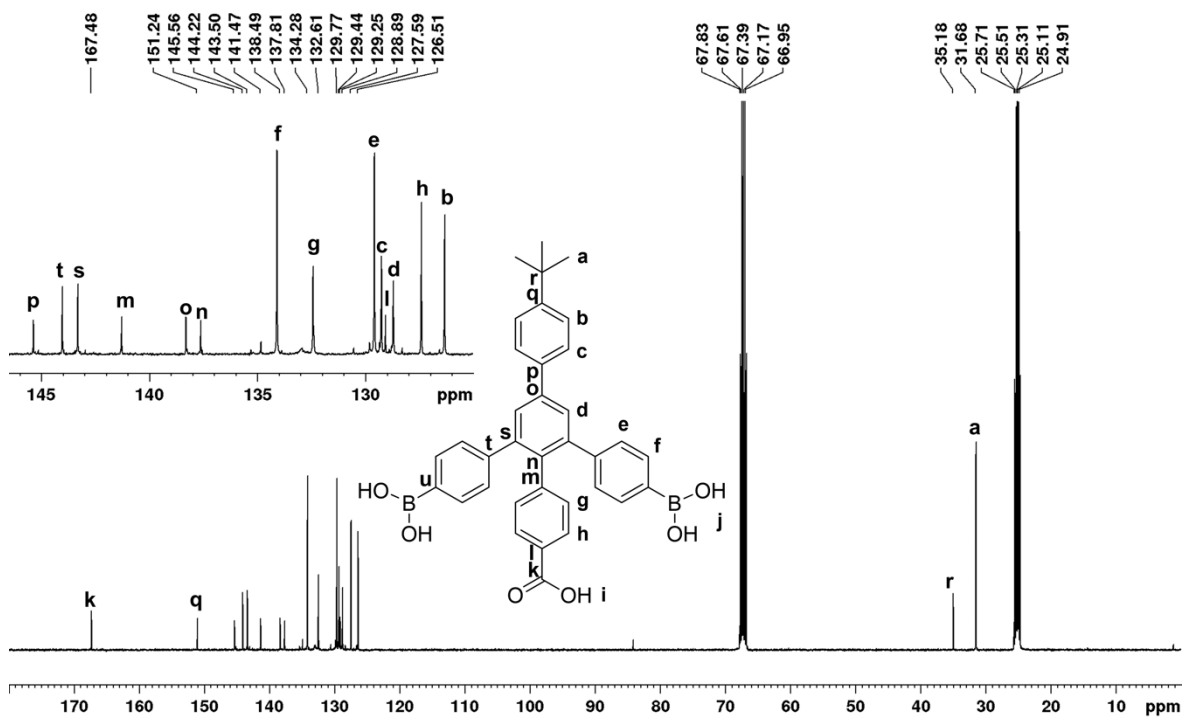 167.48
151.24
145.56
144.22
143.50
141.47
138.49
137.81
134.28
132.61
129.77
129.44
129.25
128.89
127.59
126.51
67.83
67.61
67.39
67.17
66.95
35.18
31.68
25.71
25.51
25.31
25.11
24.91
f
e
h
b
g
c
l
d
t s
p
m
o n
145 140 135 130 ppm
a
r
q
b
c
p
o
d
e
s
f
t
n
m
u
g
HO B OH
OH
h
B OH
OH
j
l
k
O OH i
k
q
r
a
170 160 150 140 130 120 110 100 90 80 70 60 50 40 30 20 10 ppm